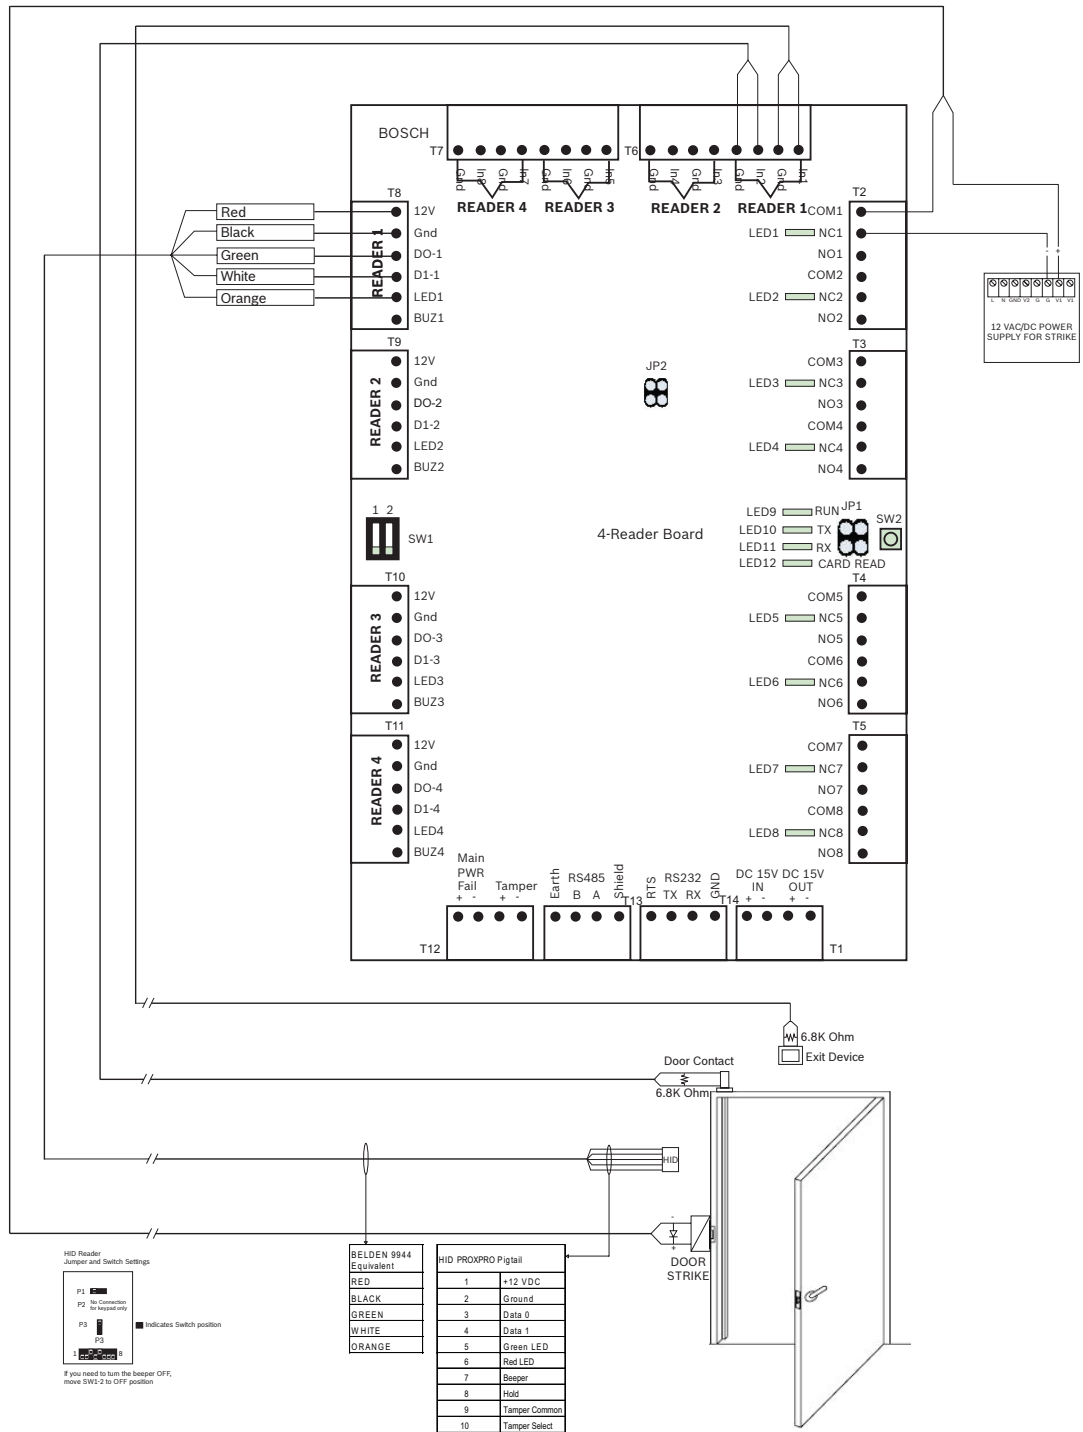 BOSCH
T7
T6
Gnd
In8
Gnd
In7
Gnd
In6
Gnd
In5
Gnd
In4
Gnd
In3
Gnd
In2
Gnd
In1
READER 4
READER 3
READER 2
READER 1
T8
READER 1
12V
Gnd
DO-1
D1-1
LED1
BUZ1
Red
Black
Green
White
Orange
T9
READER 2
12V
Gnd
DO-2
D1-2
LED2
BUZ2
1 2
SW1
T10
READER 3
12V
Gnd
DO-3
D1-3
LED3
BUZ3
T11
READER 4
12V
Gnd
DO-4
D1-4
LED4
BUZ4
T2
COM1
LED1 NC1
NO1
COM2
LED2 NC2
NO2
- +
L N GND V2 G G V1 V1
12 VAC/DC POWER
SUPPLY FOR STRIKE
T3
COM3
LED3 NC3
NO3
COM4
LED4 NC4
NO4
JP2
4-Reader Board
LED9 RUN
LED10 TX
LED11 RX
LED12 CARD READ
JP1
SW2
T4
COM5
LED5 NC5
NO5
COM6
LED6 NC6
NO6
T5
COM7
LED7 NC7
NO7
COM8
LED8 NC8
NO8
Main
PWR
Fail
+ -
Tamper
+ -
T12
Earth
RS485
B A
Shield
T13
RTS
RS232
TX RX
GND
T14
DC 15V
IN
+ -
DC 15V
OUT
+ -
T1
6.8K Ohm
Exit Device
Door Contact
6.8K Ohm
HID
-
+
DOOR
STRIKE
HID Reader
Jumper and Switch Settings
P1
P2 No Connection
for keypad only
P3
P3
1 8
Indicates Switch position
If you need to turn the beeper OFF,
move SW1-2 to OFF position
BELDEN 9944
Equivalent
RED
BLACK
GREEN
WHITE
ORANGE
HID PROXPRO Pigtail
1 +12 VDC
2 Ground
3 Data 0
4 Data 1
5 Green LED
6 Red LED
7 Beeper
8 Hold
9 Tamper Common
10 Tamper Select